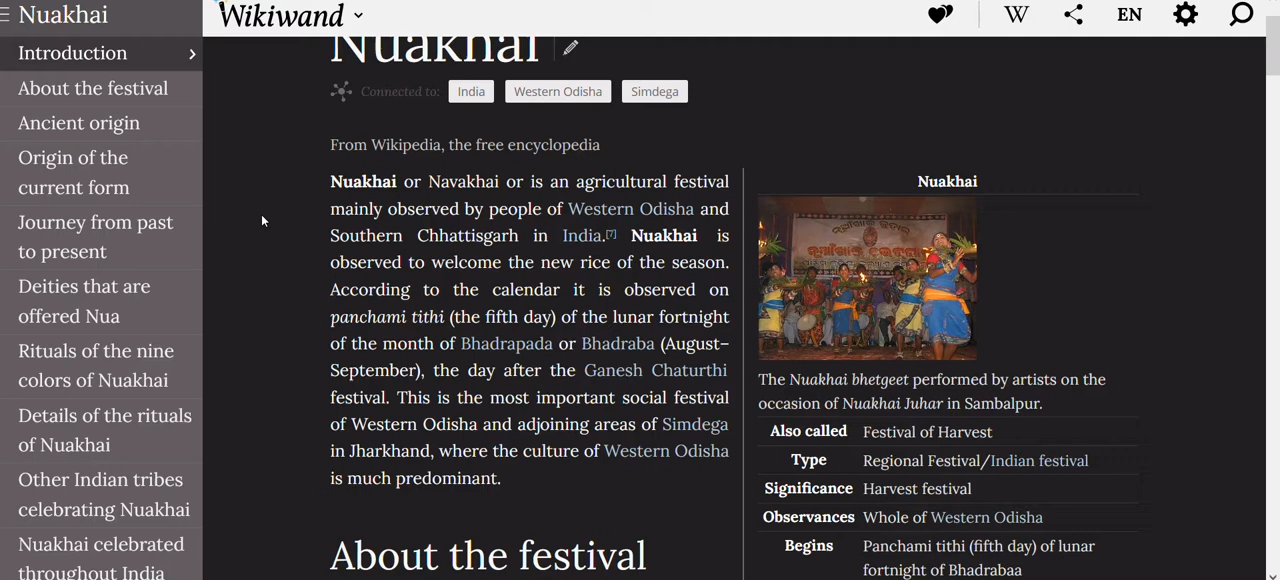 Nuakhai
Introduction
About the festival
Ancient origin
Origin of the
current form
Journey from past
to present
Deities that are
offered Nua
Rituals of the nine
colors of Nuakhai
Details of the rituals
of Nuakhai
Other Indian tribes
celebrating Nuakhai
Nuakhai celebrated
throughout India
Wikiwand
W
EN
Nuakhai
Connected to: India Western Odisha Simdega
From Wikipedia, the free encyclopedia
Nuakhai or Navakhai or is an agricultural festival
mainly observed by people of Western Odisha and
Southern Chhattisgarh in India.[7] Nuakhai is
observed to welcome the new rice of the season.
According to the calendar it is observed on
panchami tithi (the fifth day) of the lunar fortnight
of the month of Bhadrapada or Bhadraba (August–
September), the day after the Ganesh Chaturthi
festival. This is the most important social festival
of Western Odisha and adjoining areas of Simdega
in Jharkhand, where the culture of Western Odisha
is much predominant.
About the festival
Nuakhai
The Nuakhai bhetgeet performed by artists on the
occasion of Nuakhai Juhar in Sambalpur.
Also called Festival of Harvest
Type Regional Festival/Indian festival
Significance Harvest festival
Observances Whole of Western Odisha
Begins Panchami tithi (fifth day) of lunar
fortnight of Bhadrabaa